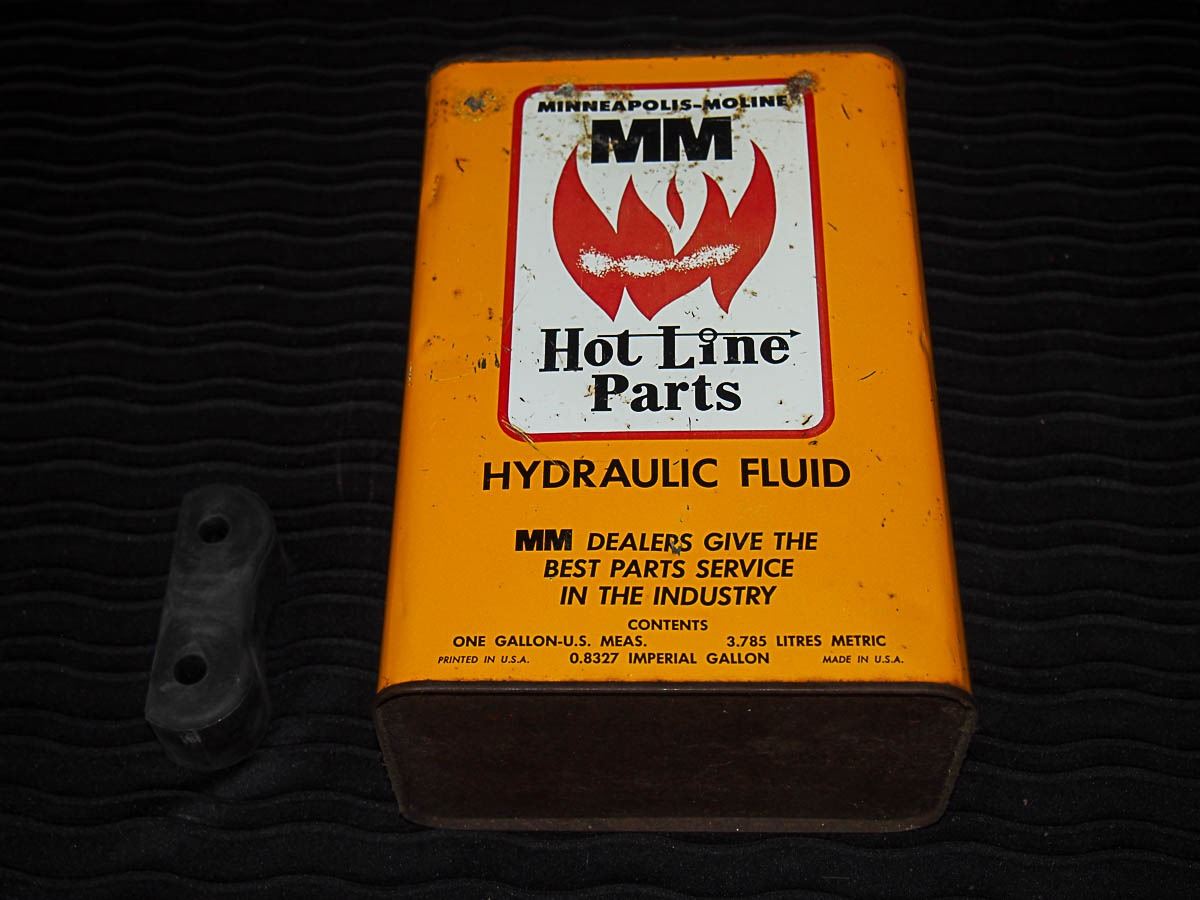 MINNEAPOLIS-MOLINE
MM
Hot Line
Parts
HYDRAULIC FLUID
MM DEALERS GIVE THE
BEST PARTS SERVICE
IN THE INDUSTRY
CONTENTS
ONE GALLON-U.S. MEAS. 3.785 LITRES METRIC
PRINTED IN U.S.A. 0.8327 IMPERIAL GALLON MADE IN U.S.A.